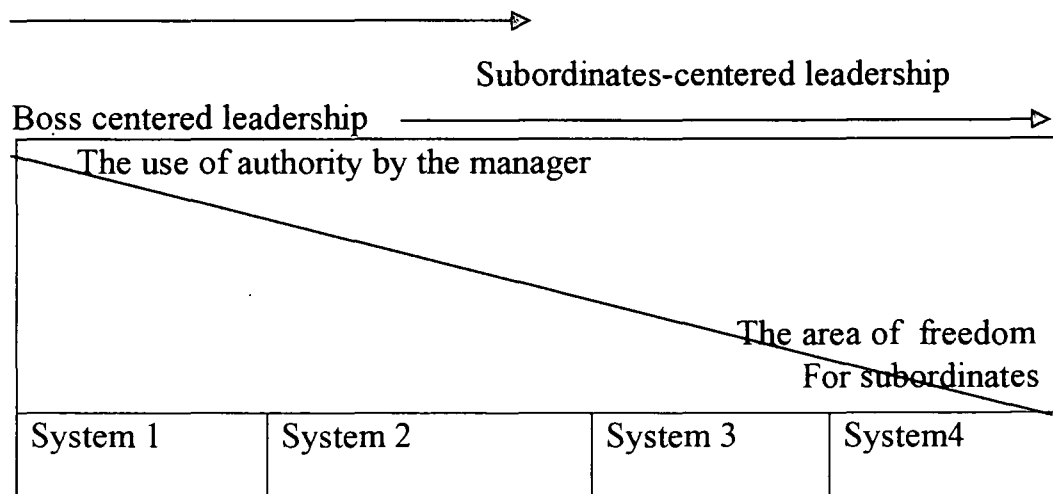 Subordinates-centered leadership
Boss centered leadership
The use of authority by the manager
The area of freedom
For subordinates
System 1
System 2
System 3
System4